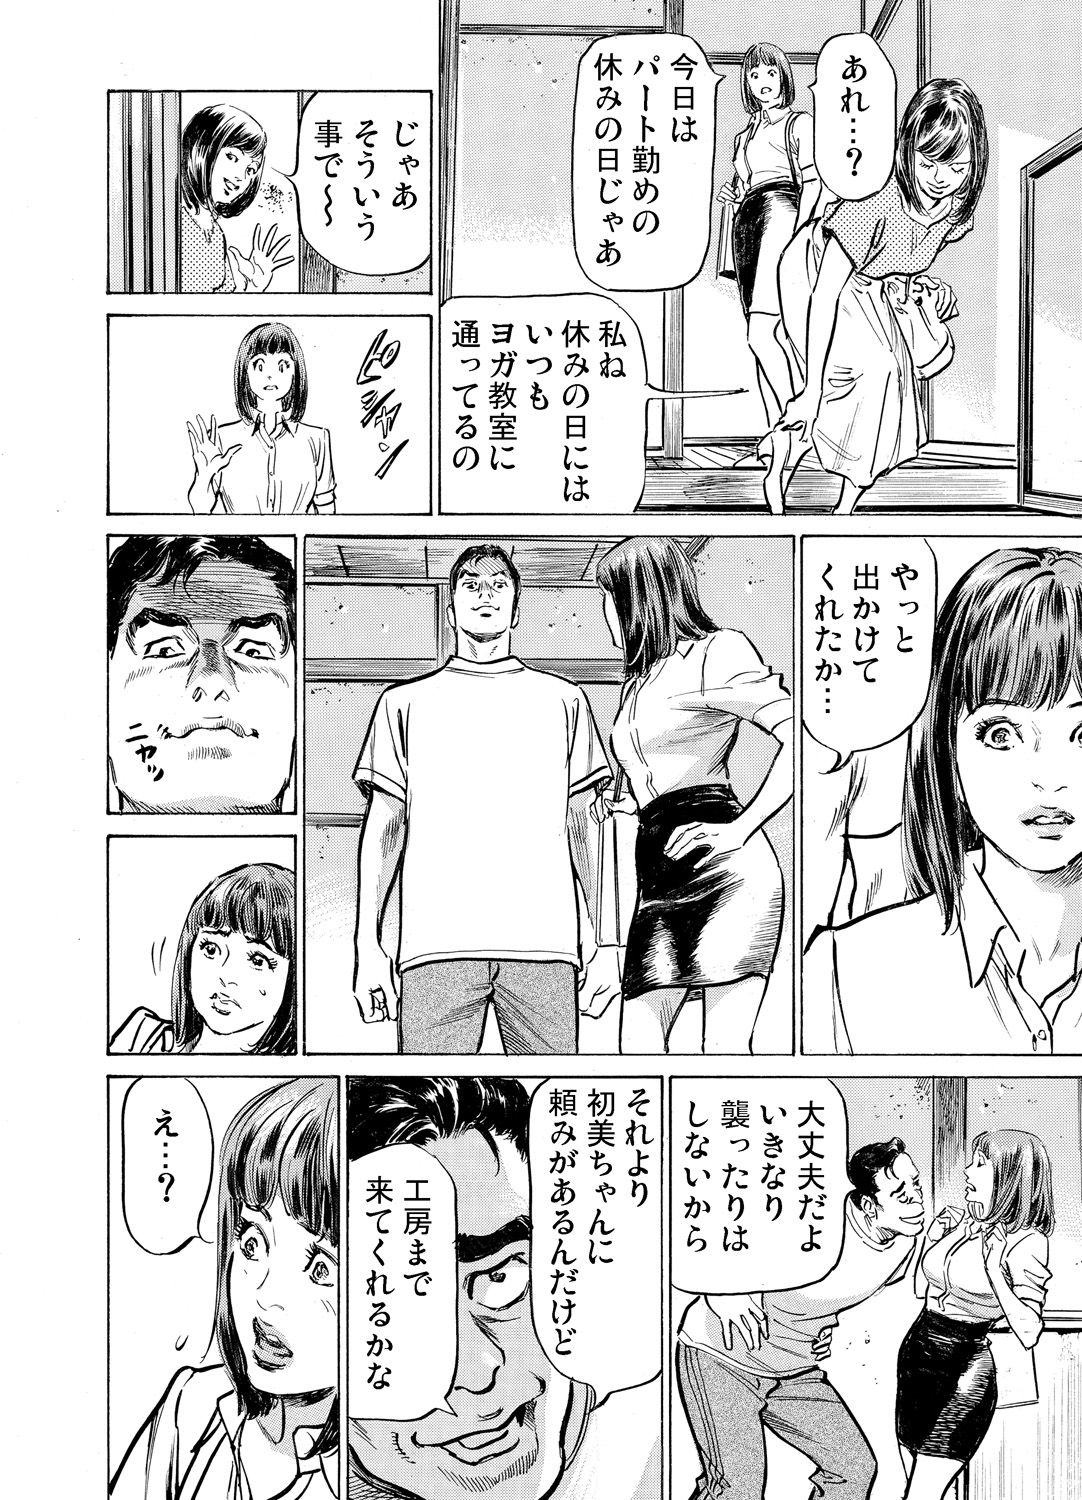 あれ…?
今日は
パート勤めの
休みの日じゃあ
私ね
休みの日には
いつも
ヨガ教室に
通ってるの
じゃあ
そういう
事で〜
ピシャン
やっと
出かけて
くれたか…
ニヤッ
大丈夫だよ
いきなり
襲ったりは
しないから
それより
初美ちゃんに
頼みがあるんだけど
工房まで
来てくれるかな
え…?